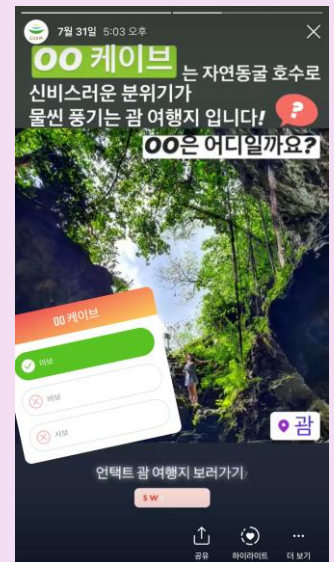 GUAM
7월 31일 5:03 오후
OO 케이브 는 자연동굴 호수로
신비스러운 분위기가
물씬 풍기는 괌 여행지 입니다!
?
OO은 어디일까요?
OO 케이브
미보
비보
서보
괌
언택트 괌 여행지 보러가기
SW
공유 하이라이트 더 보기